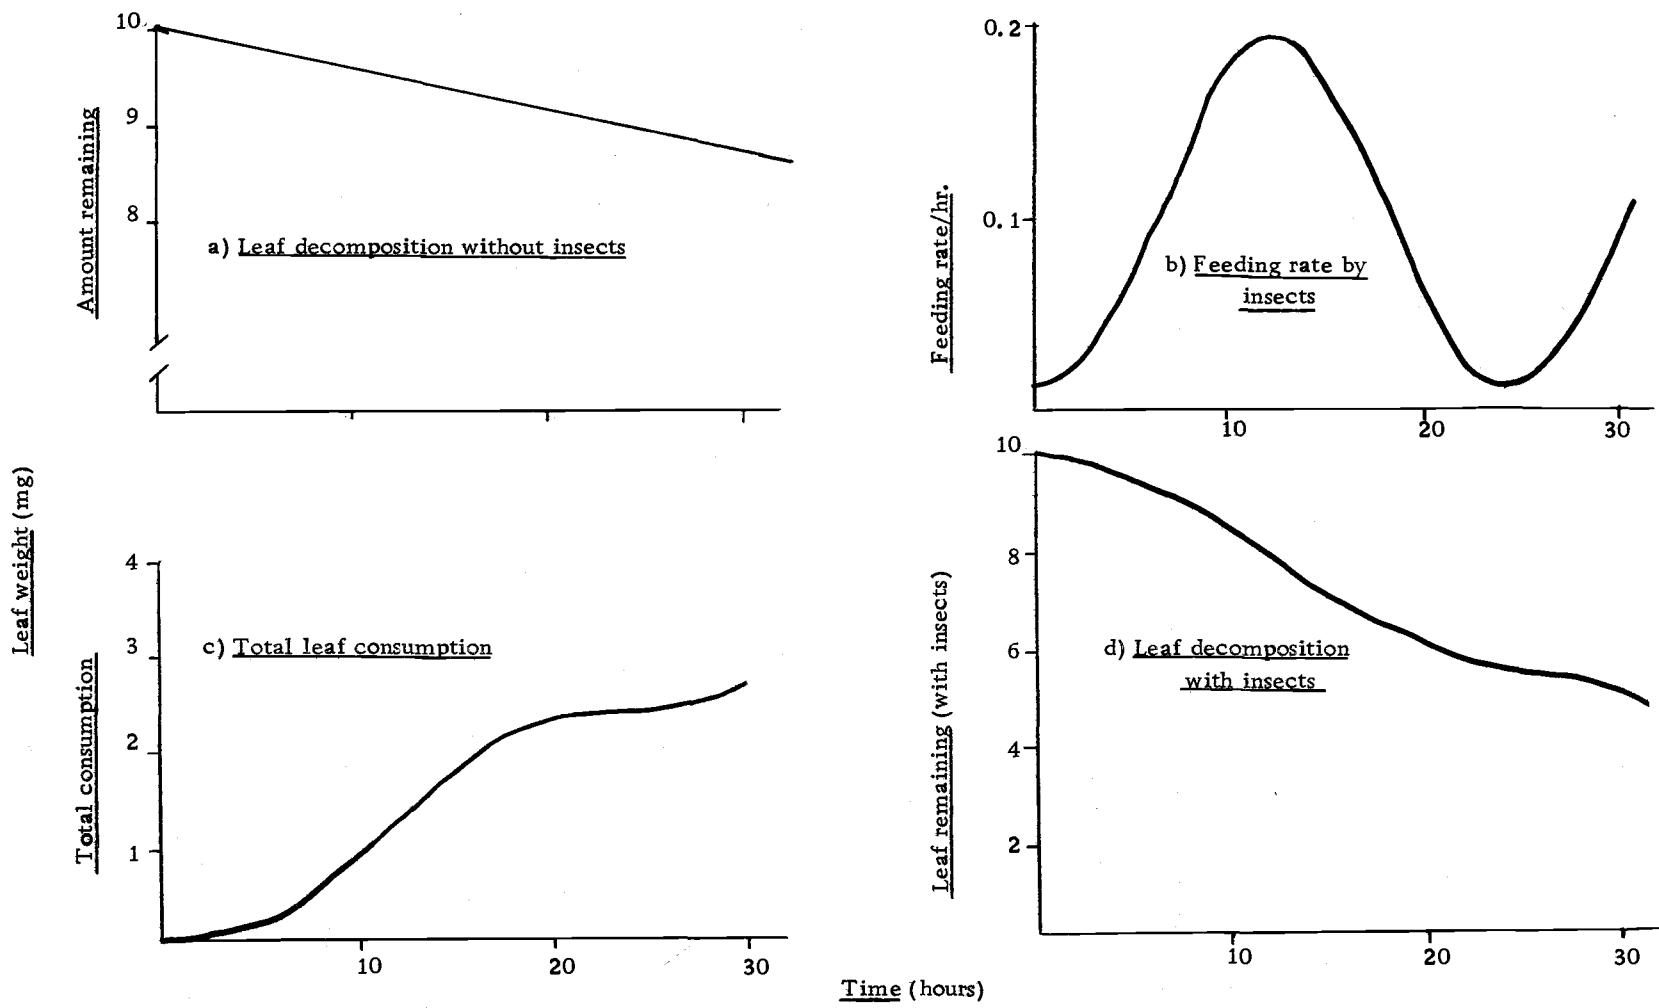 10
9
8
Amount remaining
a) Leaf decomposition without insects
0.2
0.1
Feeding rate/hr.
b) Feeding rate by
insects
10
20
30
Leaf weight (mg)
4
3
2
1
Total consumption
c) Total leaf consumption
10
20
30
10
8
6
4
2
Leaf remaining (with insects)
d) Leaf decomposition
with insects
10
20
30
Time (hours)